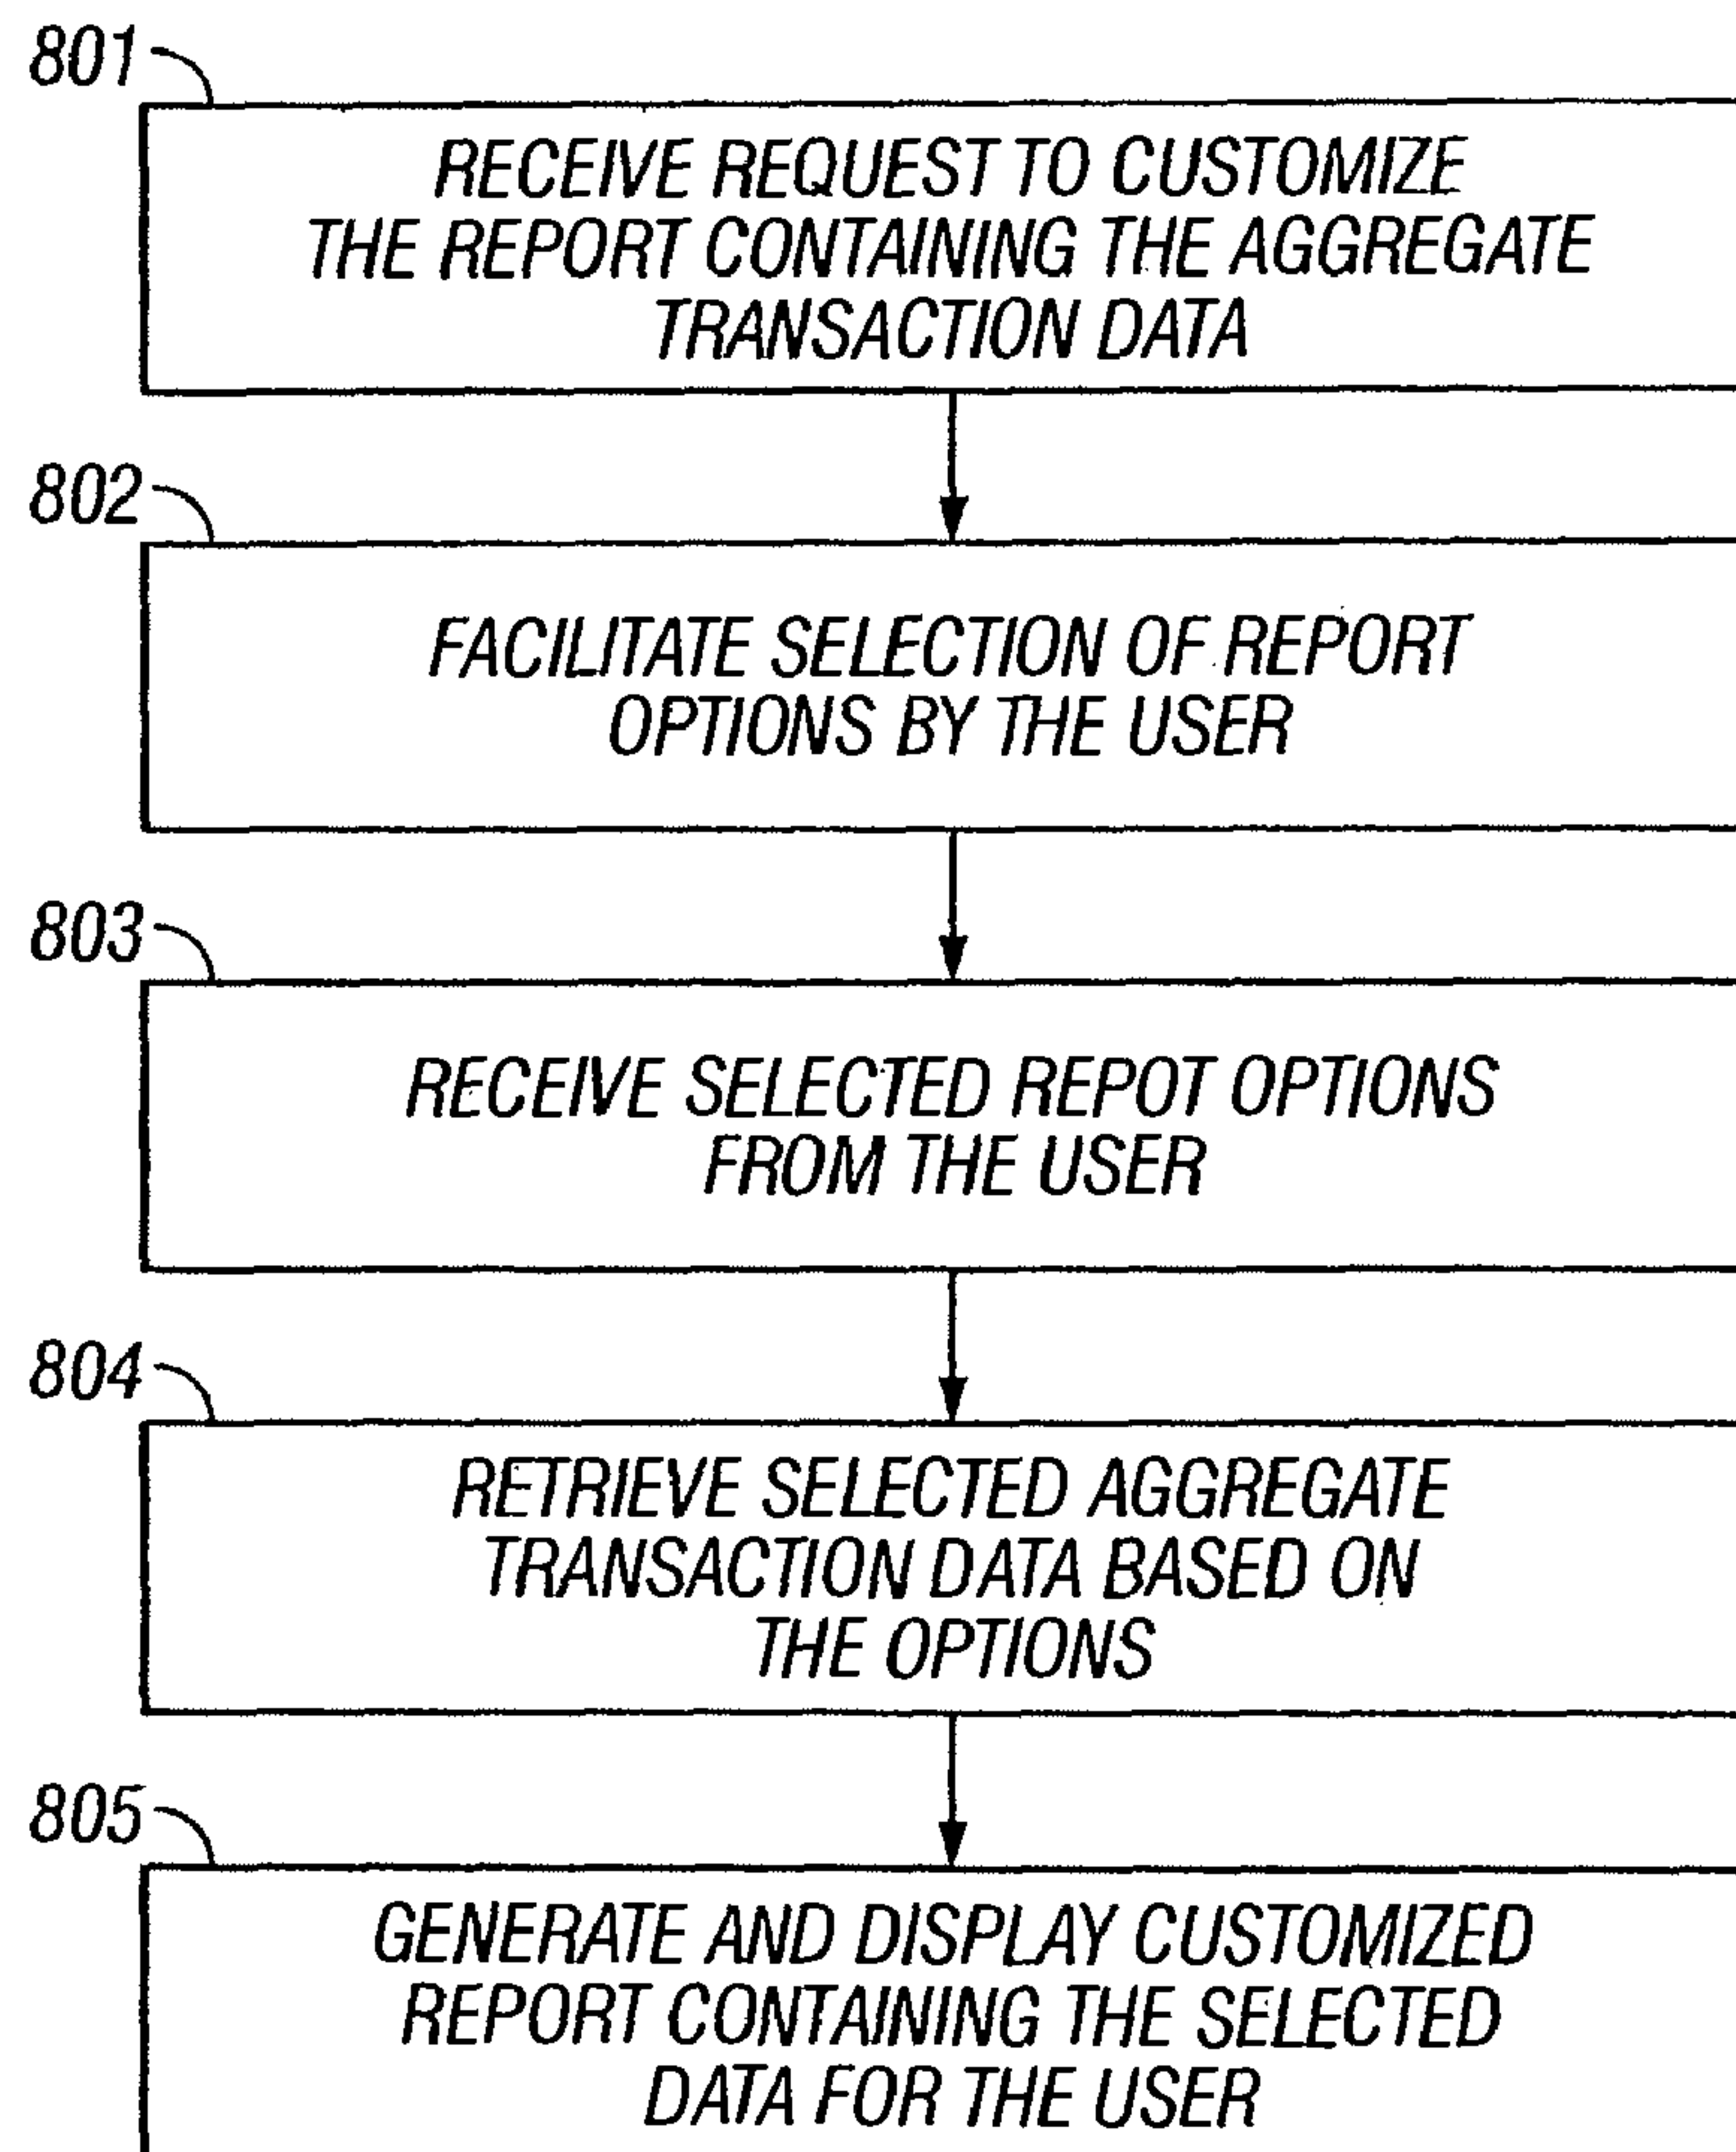 801
RECEIVE REQUEST TO CUSTOMIZE
THE REPORT CONTAINING THE AGGREGATE
TRANSACTION DATA
802
FACILITATE SELECTION OF REPORT
OPTIONS BY THE USER
803
RECEIVE SELECTED REPOT OPTIONS
FROM THE USER
804
RETRIEVE SELECTED AGGREGATE
TRANSACTION DATA BASED ON
THE OPTIONS
805
GENERATE AND DISPLAY CUSTOMIZED
REPORT CONTAINING THE SELECTED
DATA FOR THE USER